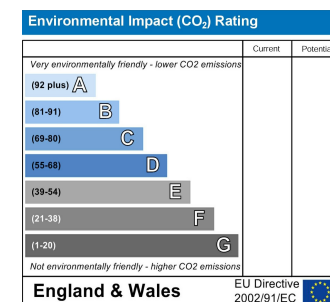 Environmental Impact (CO₂) Rating
Current Potentia
Very environmentally friendly - lower CO2 emissions
(92 plus) A
(81-91) B
(69-80) C
(55-68) D
(39-54) E
(21-38) F
(1-20) G
Not environmentally friendly - higher CO2 emissions
England & Wales
EU Directive
2002/91/EC